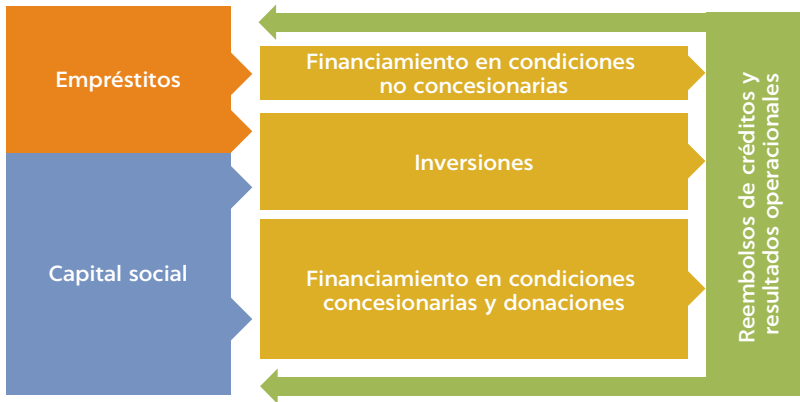 Empréstitos
Capital social
Financiamiento en condiciones
no concesionarias
Inversiones
Financiamiento en condiciones
concesionarias y donaciones
Reembolsos de créditos y
resultados operacionales